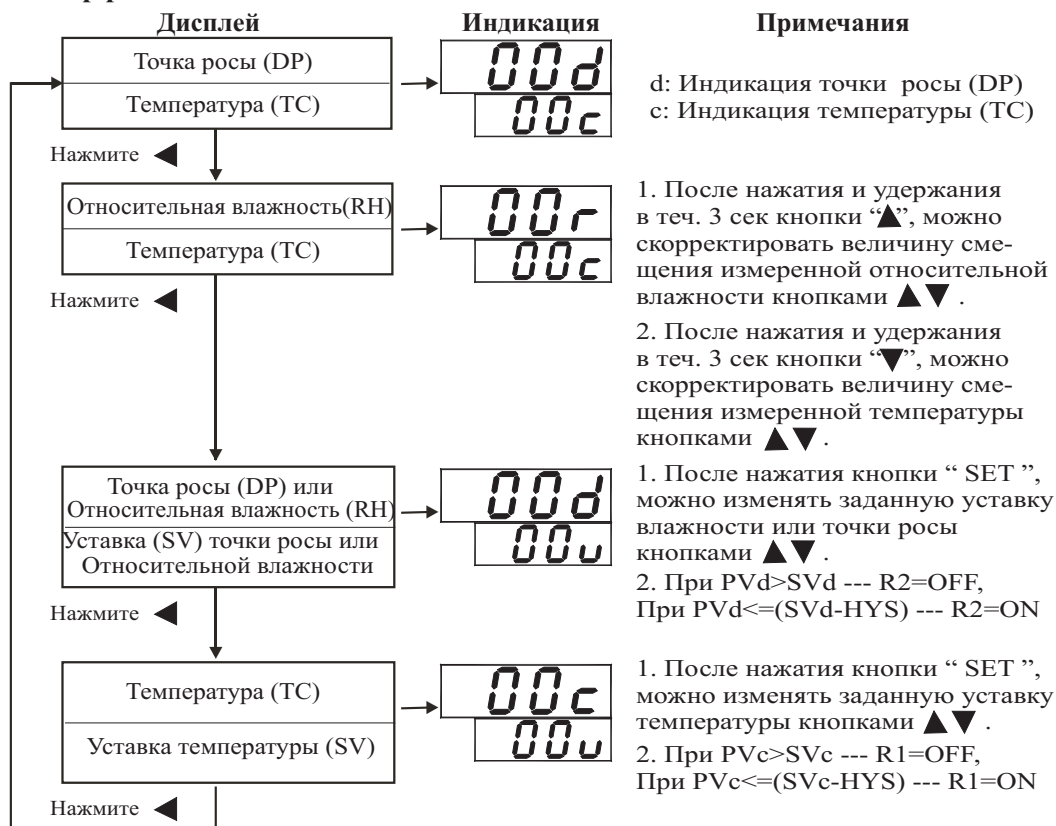 Дисплей Индикация Примечания
Точка росы (DP)
Температура (TC)
00d
00c
d: Индикация точки росы (DP)
c: Индикация температуры (TC)
Нажмите ◀
Относительная влажность(RH)
Температура (TC)
00r
00c
1. После нажатия и удержания
в теч. 3 сек кнопки “▲”, можно
скорректировать величину сме-
щения измеренной относительной
влажности кнопками ▲▼ .
2. После нажатия и удержания
в теч. 3 сек кнопки “▼”, можно
скорректировать величину сме-
щения измеренной температуры
кнопками ▲▼ .
Нажмите ◀
Точка росы (DP) или
Относительная влажность (RH)
Уставка (SV) точки росы или
Относительной влажности
00d
00u
1. После нажатия кнопки “ SET ”,
можно изменять заданную уставку
влажности или точки росы
кнопками ▲▼ .
2. При PVd>SVd --- R2=OFF,
При PVd<=(SVd-HYS) --- R2=ON
Нажмите ◀
Температура (TC)
Уставка температуры (SV)
00c
00u
1. После нажатия кнопки “ SET ”,
можно изменять заданную уставку
температуры кнопками ▲▼ .
2. При PVc>SVc --- R1=OFF,
При PVc<=(SVc-HYS) --- R1=ON
Нажмите ◀